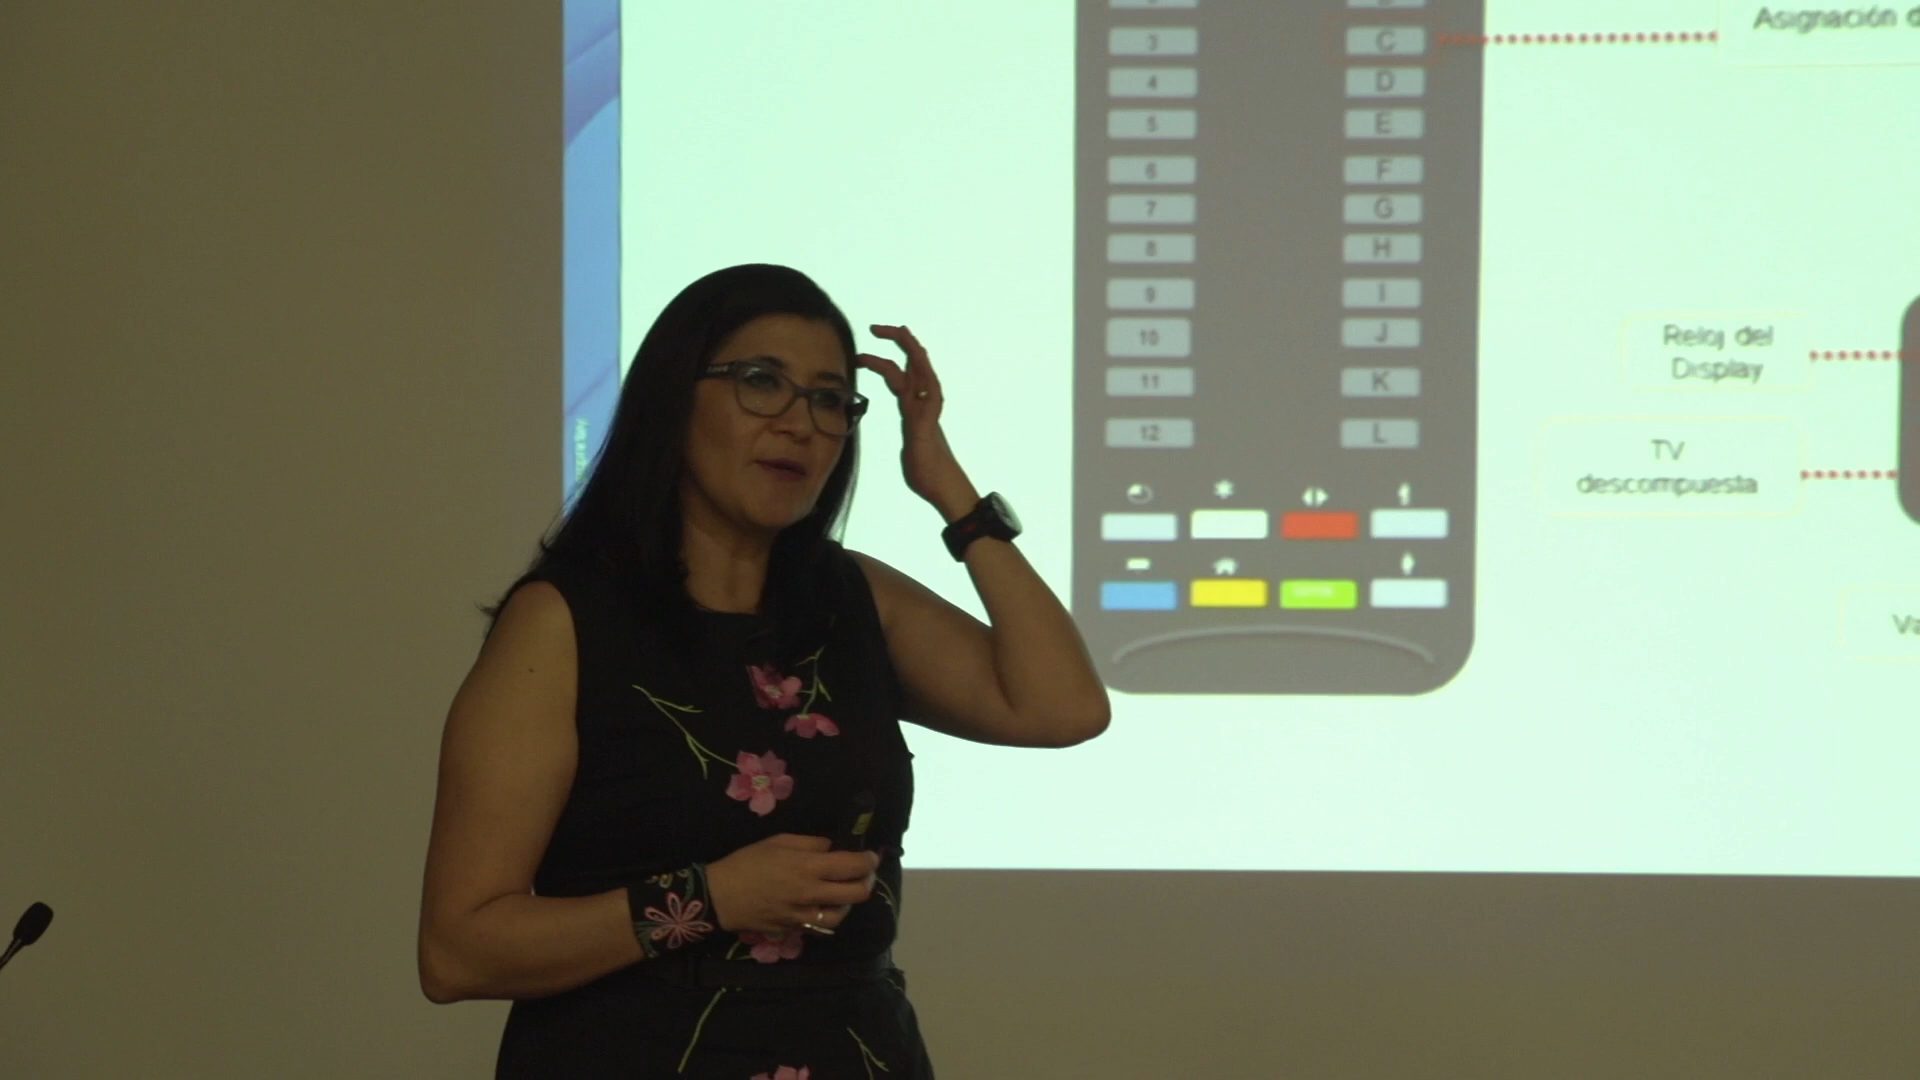 Asignación d
3 C
4 D
5 E
6 F
7 G
8 H
9 I
10 J
11 K
12 L
Reloj del
Display
TV
descompuesta
Va